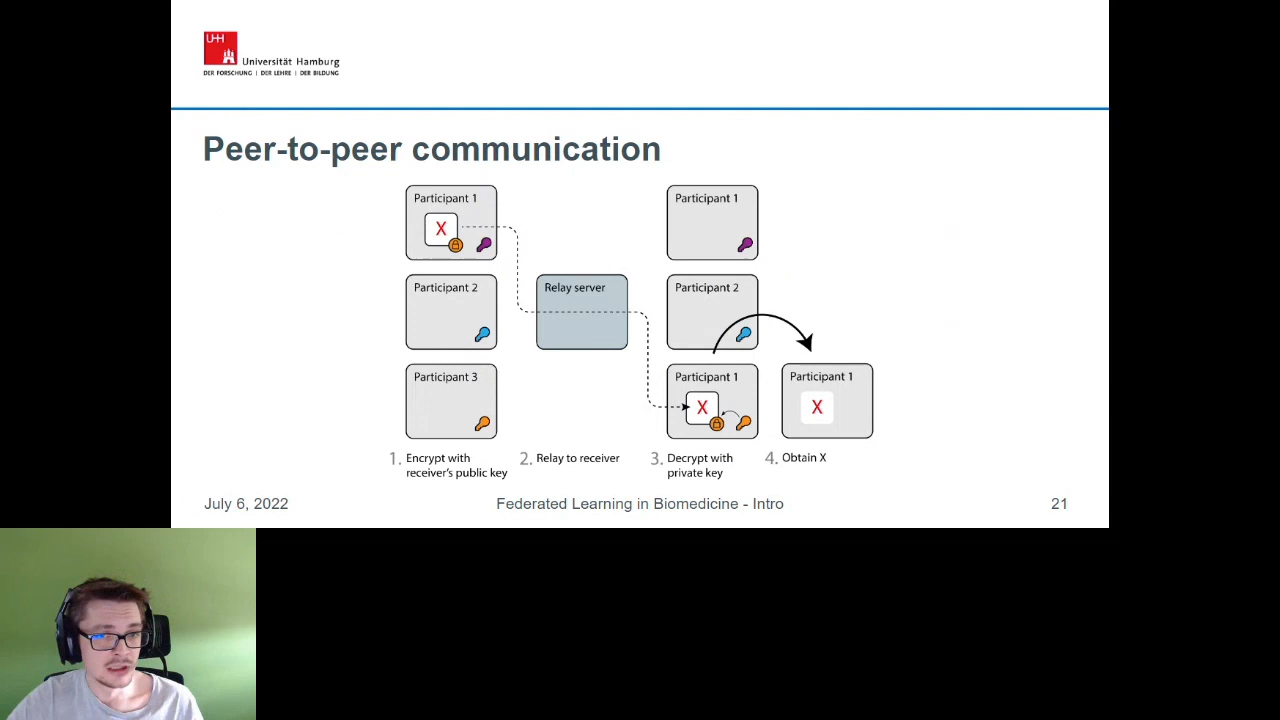 UHH
Universität Hamburg
DER FORSCHUNG | DER LEHRE | DER BILDUNG
Peer-to-peer communication
Participant 1
X
Participant 1
Participant 2
Relay server
Participant 2
Participant 3
Participant 1
X
Participant 1
X
1. Encrypt with
receiver's public key
2. Relay to receiver
3. Decrypt with
private key
4. Obtain X
July 6, 2022
Federated Learning in Biomedicine - Intro
21